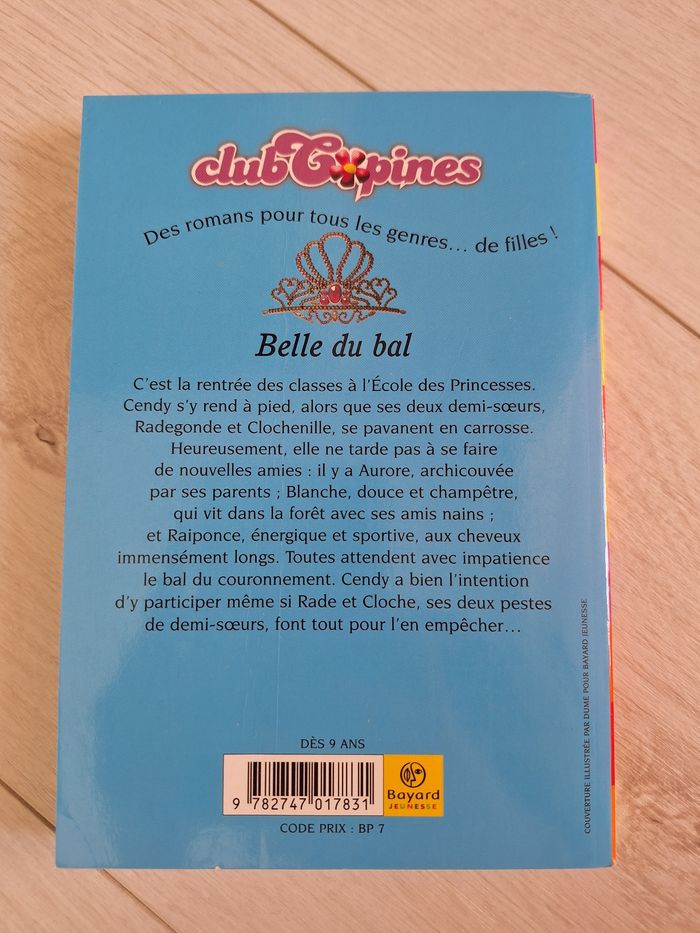 club Copines
Des romans pour tous les genres... de filles !
Belle du bal
C'est la rentrée des classes à l'École des Princesses.
Cendy s'y rend à pied, alors que ses deux demi-sœurs,
Radegonde et Clochenille, se pavanent en carrosse.
Heureusement, elle ne tarde pas à se faire
de nouvelles amies : il y a Aurore, archicouvée
par ses parents ; Blanche, douce et champêtre,
qui vit dans la forêt avec ses amis nains ;
et Raiponce, énergique et sportive, aux cheveux
immensément longs. Toutes attendent avec impatience
le bal du couronnement. Cendy a bien l'intention
d'y participer même si Rade et Cloche, ses deux pestes
de demi-sœurs, font tout pour l'en empêcher...
COUVERTURE ILLUSTRÉE PAR DUME POUR BAYARD JEUNESSE
DÈS 9 ANS
9 782747 017831
Bayard
JEUNESSE
CODE PRIX : BP 7